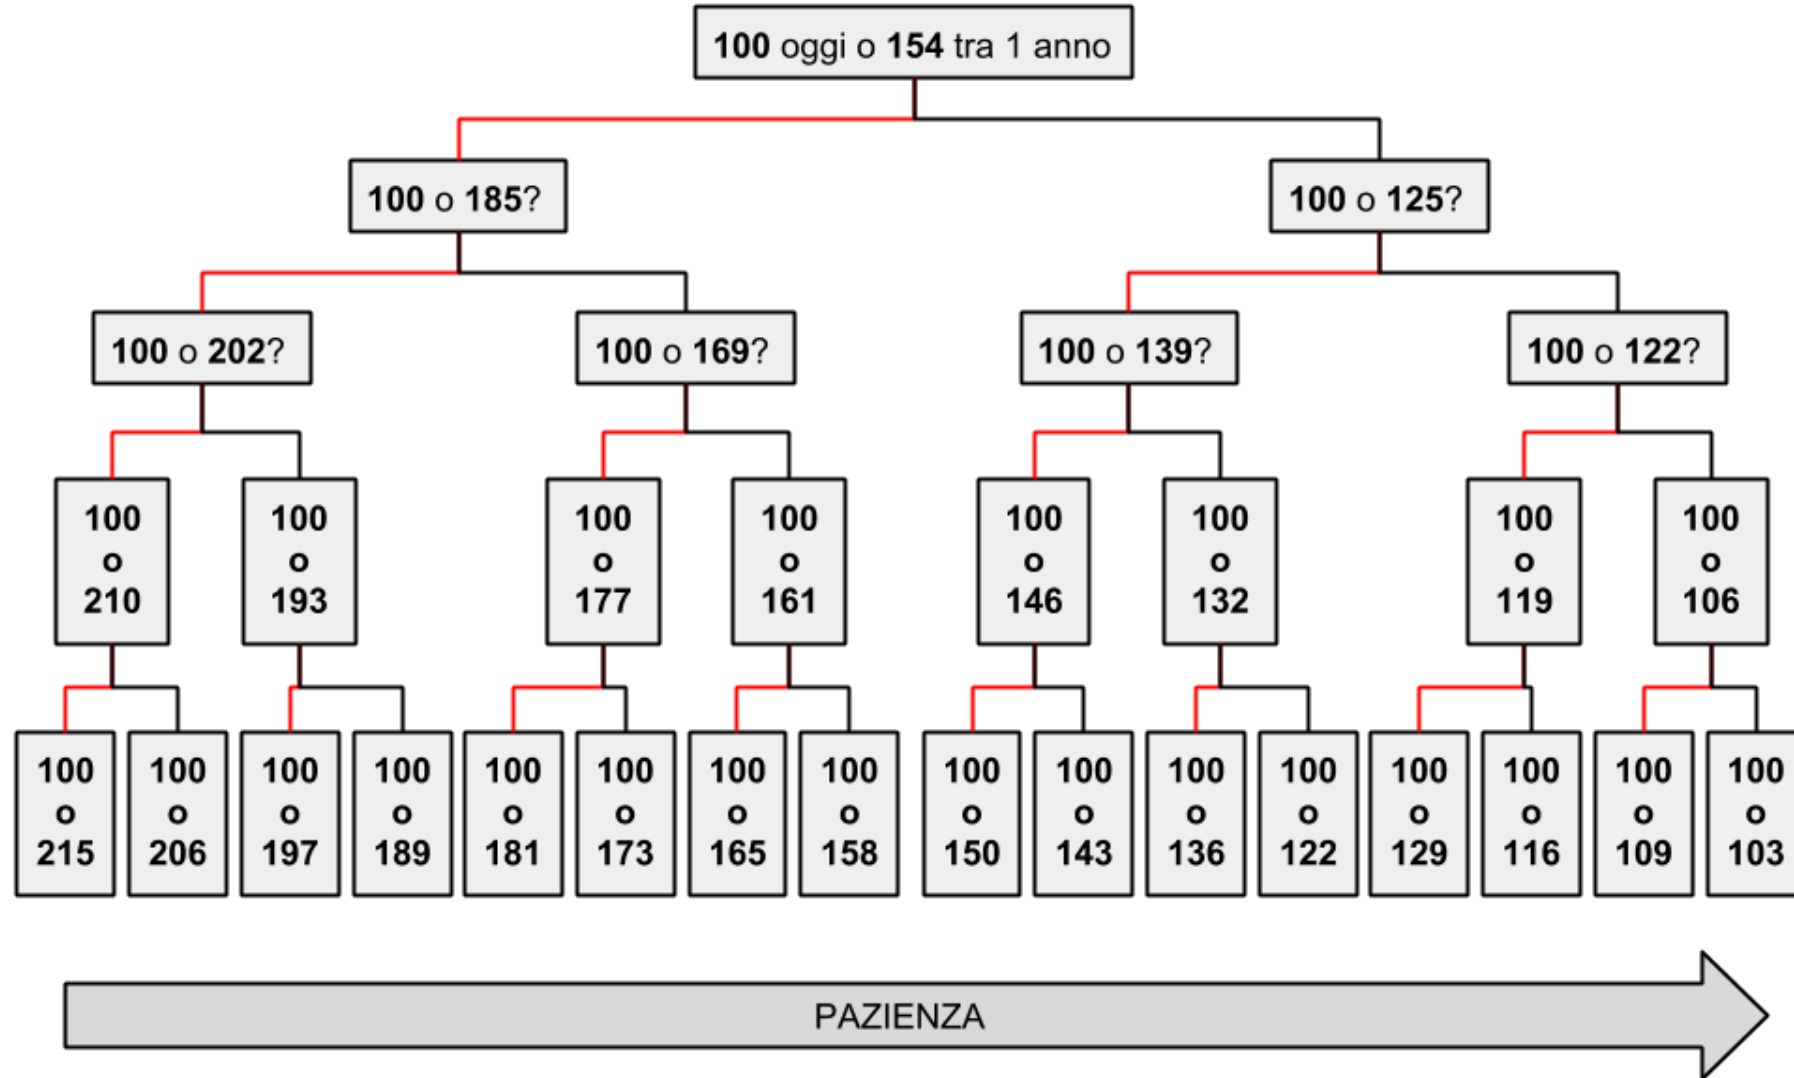 100 oggi o 154 tra 1 anno
100 o 185?
100 o 125?
100 o 202?
100 o 169?
100 o 139?
100 o 122?
100
o
210
100
o
193
100
o
177
100
o
161
100
o
146
100
o
132
100
o
119
100
o
106
100
o
215
100
o
206
100
o
197
100
o
189
100
o
181
100
o
173
100
o
165
100
o
158
100
o
150
100
o
143
100
o
136
100
o
122
100
o
129
100
o
116
100
o
109
100
o
103
PAZIENZA